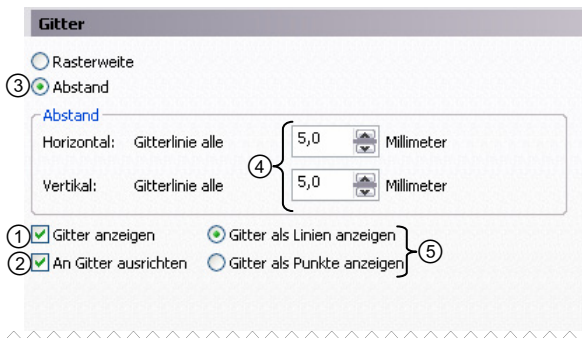 Gitter
Rasterweite
③ Abstand
Abstand
Horizontal: Gitterlinie alle 5,0 Millimeter
④
Vertikal: Gitterlinie alle 5,0 Millimeter
① Gitter anzeigen Gitter als Linien anzeigen
⑤
② An Gitter ausrichten Gitter als Punkte anzeigen